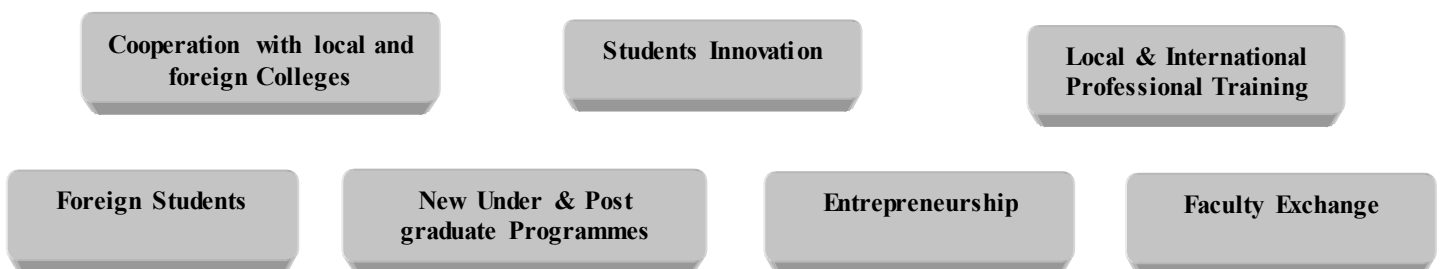 Cooperation with local and
foreign Colleges
Students Innovation
Local & International
Professional Training
Foreign Students
New Under & Post
graduate Programmes
Entrepreneurship
Faculty Exchange